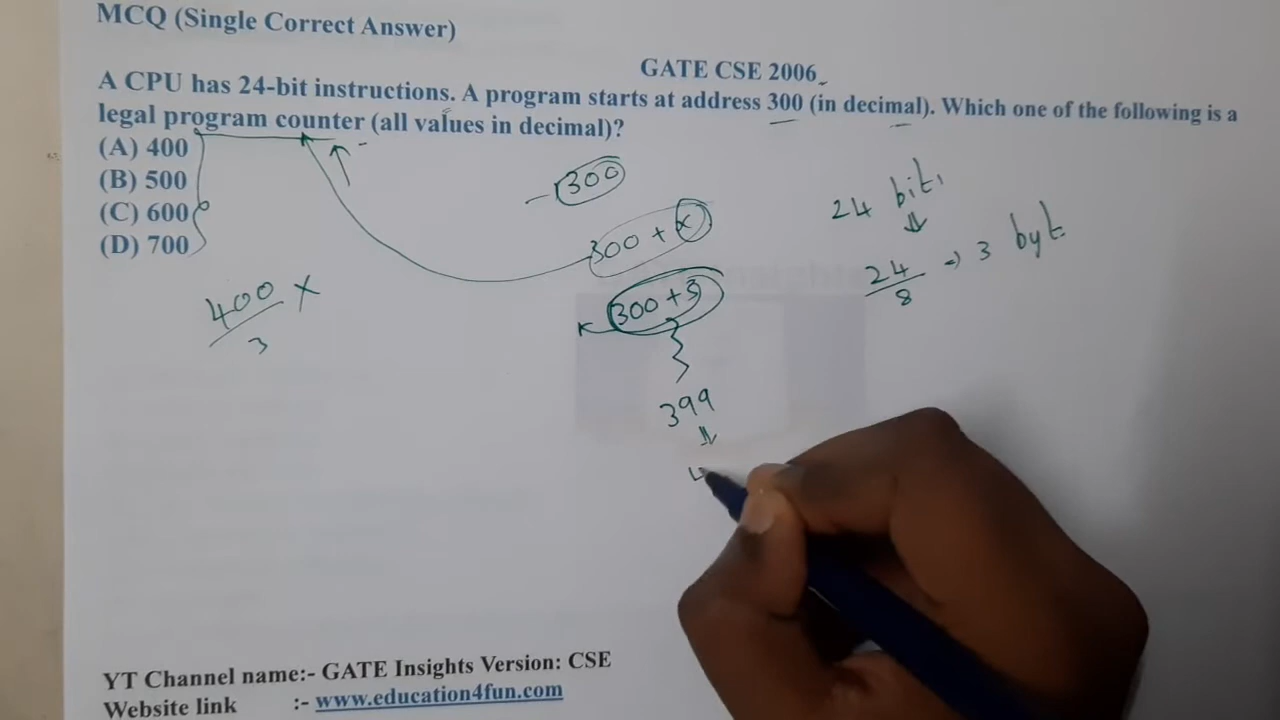 MCQ (Single Correct Answer)
GATE CSE 2006
A CPU has 24-bit instructions. A program starts at address 300 (in decimal). Which one of the following is a
legal program counter (all values in decimal)?
(A) 400
(B) 500
(C) 600
(D) 700
300
300 + x
300 + 3
399
400
3
24 bit
24
8
⇒ 3 byt
YT Channel name:- GATE Insights Version: CSE
Website link :- www.education4fun.com